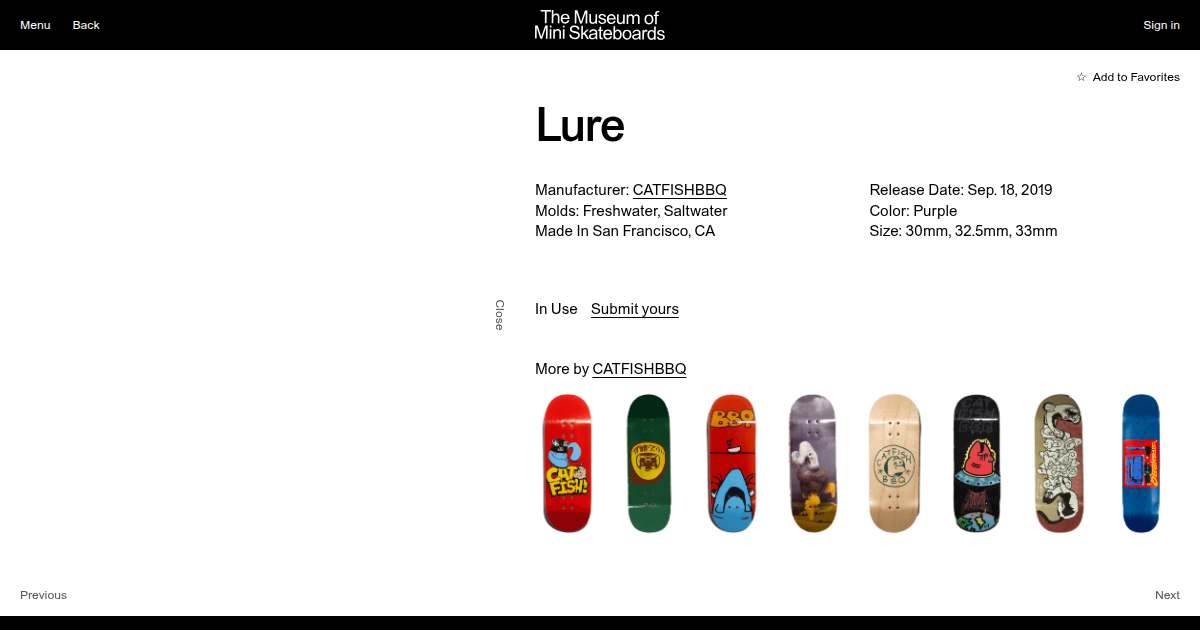 Menu
Back
The Museum of
Mini Skateboards
Sign in
☆ Add to Favorites
Lure
Manufacturer: CATFISHBBQ
Molds: Freshwater, Saltwater
Made In San Francisco, CA
Release Date: Sep. 18, 2019
Color: Purple
Size: 30mm, 32.5mm, 33mm
Close
In Use Submit yours
More by CATFISHBBQ
CAT
FISH!
BBQ
CATFISH
BBQ
Previous
Next